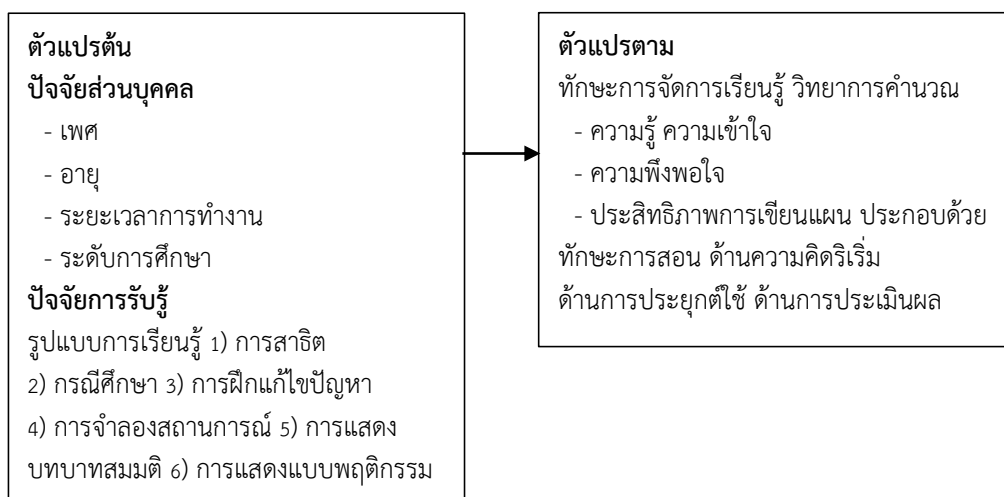 ตัวแปรต้น
ปัจจัยส่วนบุคคล
- เพศ
- อายุ
- ระยะเวลาการทำงาน
- ระดับการศึกษา
ปัจจัยการรับรู้
รูปแบบการเรียนรู้ 1) การสาธิต
2) กรณีศึกษา 3) การฝึกแก้ไขปัญหา
4) การจำลองสถานการณ์ 5) การแสดง
บทบาทสมมติ 6) การแสดงแบบพฤติกรรม
ตัวแปรตาม
ทักษะการจัดการเรียนรู้ วิทยาการคำนวณ
- ความรู้ ความเข้าใจ
- ความพึงพอใจ
- ประสิทธิภาพการเขียนแผน ประกอบด้วย
ทักษะการสอน ด้านความคิดริเริ่ม
ด้านการประยุกต์ใช้ ด้านการประเมินผล